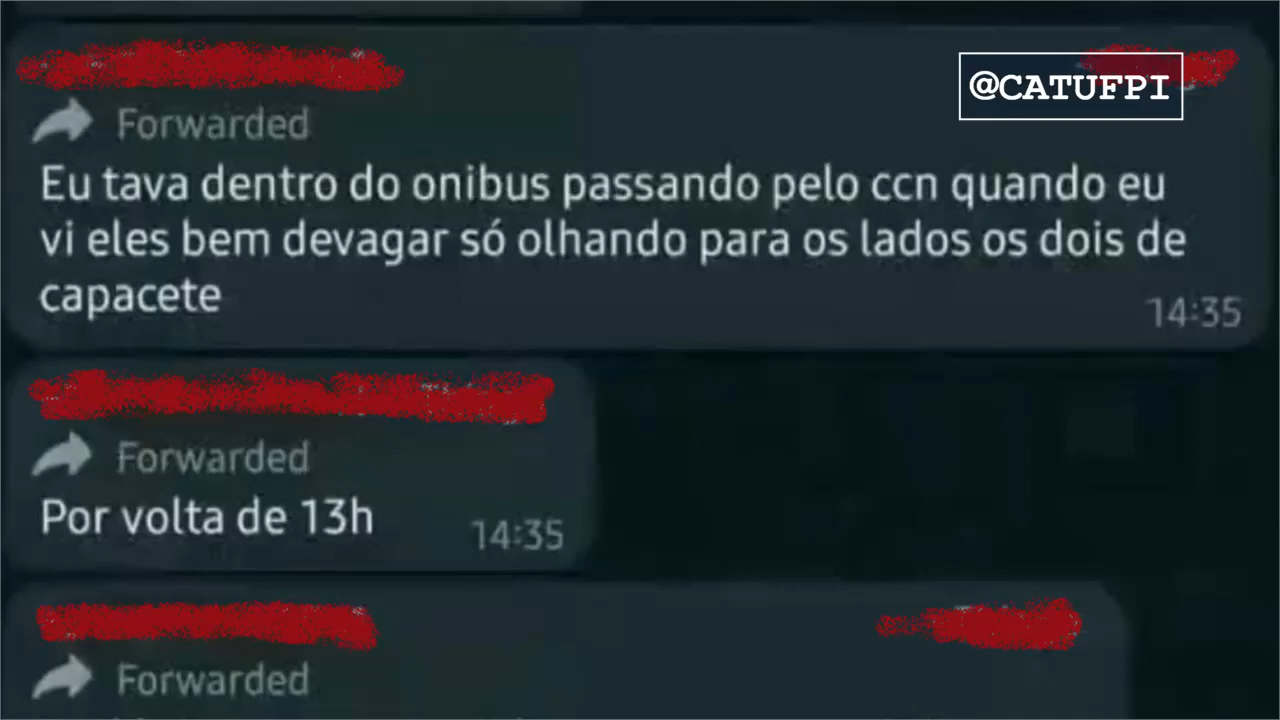 @CATUFPI
Forwarded
Eu tava dentro do onibus passando pelo ccn quando eu
vi eles bem devagar só olhando para os lados os dois de
capacete
14:35
Forwarded
Por volta de 13h
14:35
Forwarded